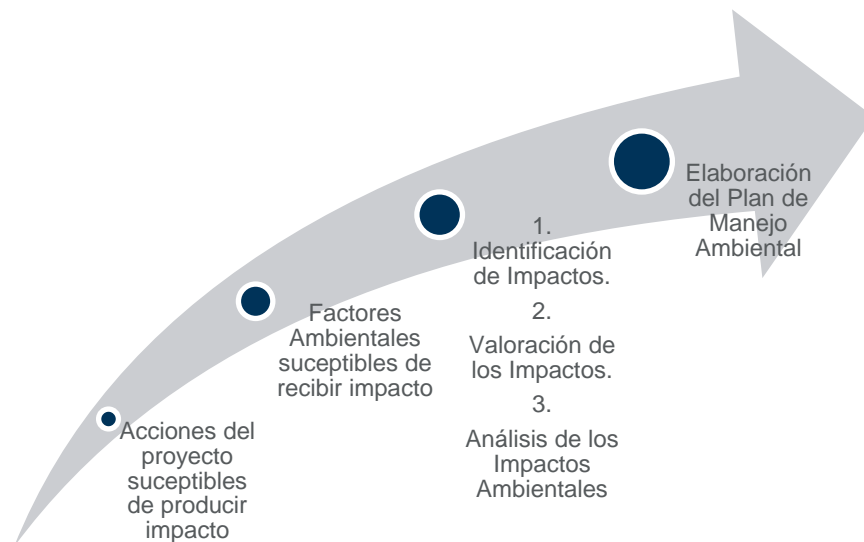 Acciones del
proyecto
suceptibles
de producir
impacto
Factores
Ambientales
suceptibles de
recibir impacto
1.
Identificación
de Impactos.
2.
Valoración de
los Impactos.
3.
Análisis de los
Impactos
Ambientales
Elaboración
del Plan de
Manejo
Ambiental